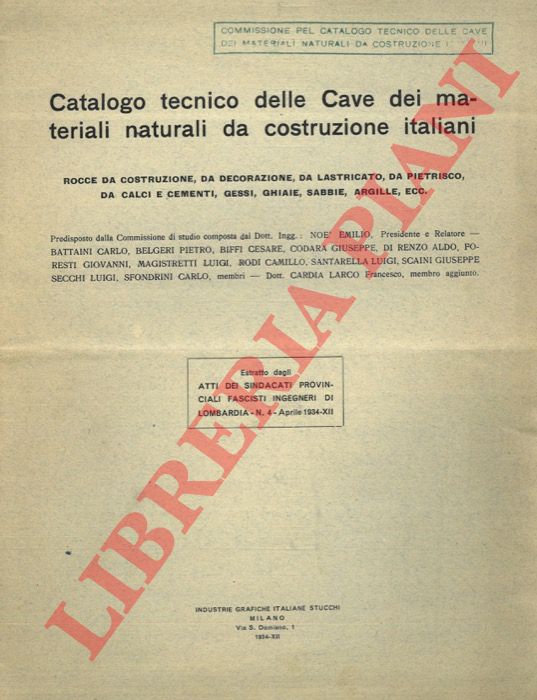 COMMISSIONE PEL CATALOGO TECNICO DELLE CAVE
DEI MATERIALI NATURALI DA COSTRUZIONE
Catalogo tecnico delle Cave dei ma-
teriali naturali da costruzione italiani
ROCCE DA COSTRUZIONE, DA DECORAZIONE, DA LASTRICATO, DA PIETRISCO,
DA CALCI E CEMENTI, GESSI, GHIAIE, SABBIE, ARGILLE, ECC.
Predisposto dalla Commissione di studio composta dai Dott. Ingg.: NOE' EMILIO, Presidente e Relatore —
BATTAINI CARLO, BELGERI PIETRO, BIFFI CESARE, CODARA GIUSEPPE, DI RENZO ALDO, PO-
RESTI GIOVANNI, MAGISTRETTI LUIGI, RODI CAMILLO, SANTARELLA LUIGI, SCAINI GIUSEPPE
SECCHI LUIGI, SFONDRINI CARLO, membri — Dott. CARDIA LARCO Francesco, membro aggiunto.
Estratto dagli
ATTI DEI SINDACATI PROVIN-
CIALI FASCISTI INGEGNERI DI
LOMBARDIA - N. 4 - Aprile 1934-XII
INDUSTRIE GRAFICHE ITALIANE STUCCHI
MILANO
Via S. Damiano, 1
1934-XII
LIBRERIA PIANI